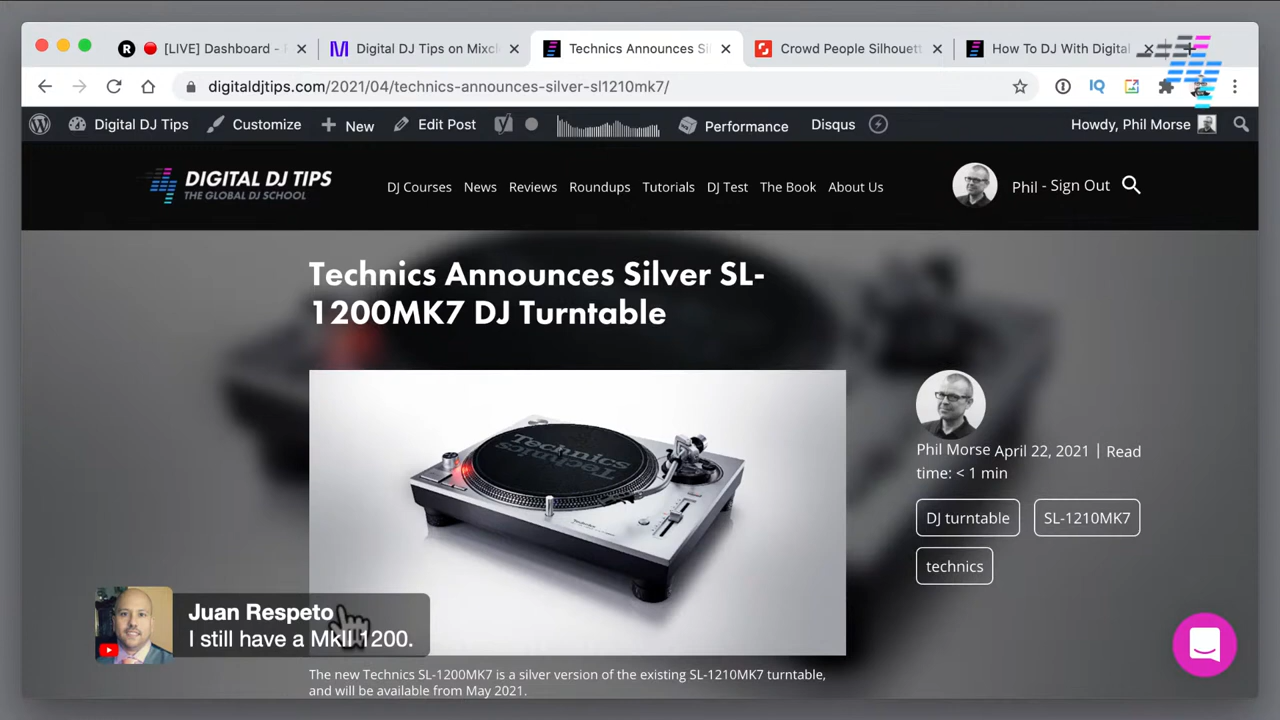 [LIVE] Dashboard
Digital DJ Tips on Mixcl
Technics Announces Sil
Crowd People Silhouett
How To DJ With Digital
digitaldjtips.com/2021/04/technics-announces-silver-sl1210mk7/
Digital DJ Tips
Customize
New
Edit Post
Performance
Disqus
Howdy, Phil Morse
DIGITAL DJ TIPS
THE GLOBAL DJ SCHOOL
DJ Courses
News
Reviews
Roundups
Tutorials
DJ Test
The Book
About Us
Phil - Sign Out
Technics Announces Silver SL-
1200MK7 DJ Turntable
Technics
Phil Morse April 22, 2021 | Read
time: < 1 min
DJ turntable
SL-1210MK7
technics
Juan Respeto
I still have a MkII 1200.
The new Technics SL-1200MK7 is a silver version of the existing SL-1210MK7 turntable,
and will be available from May 2021.